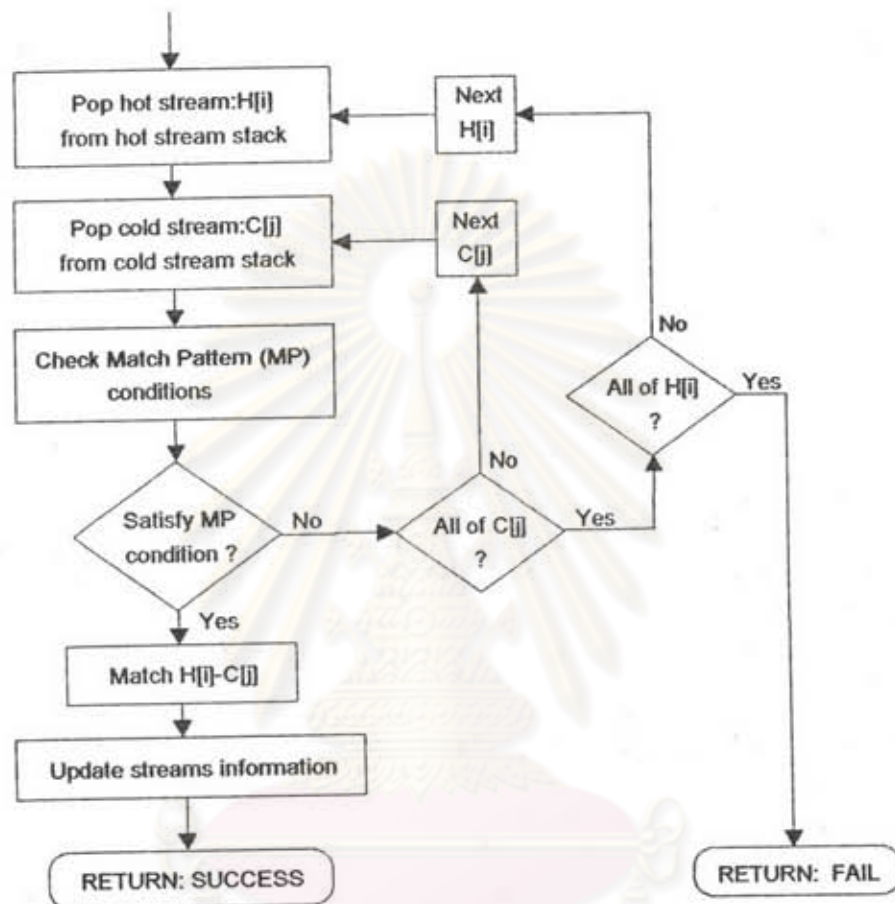 Pop hot stream:H[i]
from hot stream stack
Next
H[i]
Pop cold stream:C[j]
from cold stream stack
Next
C[j]
Check Match Pattern (MP)
conditions
No
All of H[i]
?
Yes
Satisfy MP
condition ?
No
No
All of C[j]
?
Yes
Yes
Match H[i]-C[j]
Update streams information
RETURN: SUCCESS
RETURN: FAIL